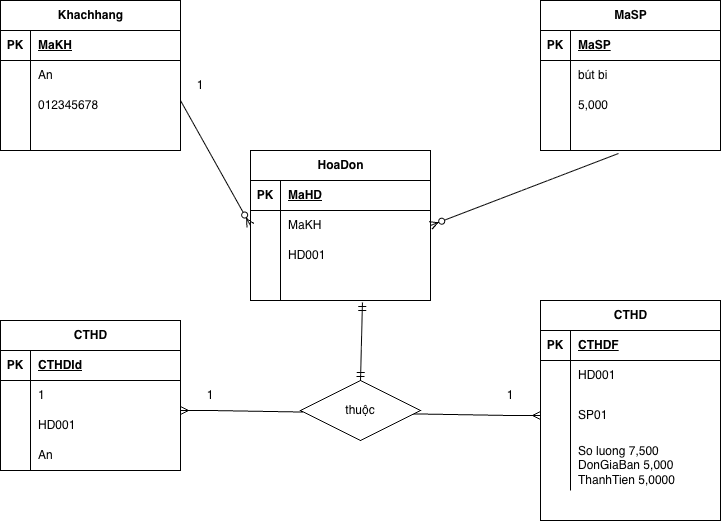 Khachhang
PK MaKH
An
012345678
1
MaSP
PK MaSP
bút bi
5,000
HoaDon
PK MaHD
MaKH
HD001
CTHD
PK CTHDId
1
HD001
An
1
thuộc
1
CTHD
PK CTHDF
HD001
SP01
So luong 7,500
DonGiaBan 5,000
ThanhTien 5,0000